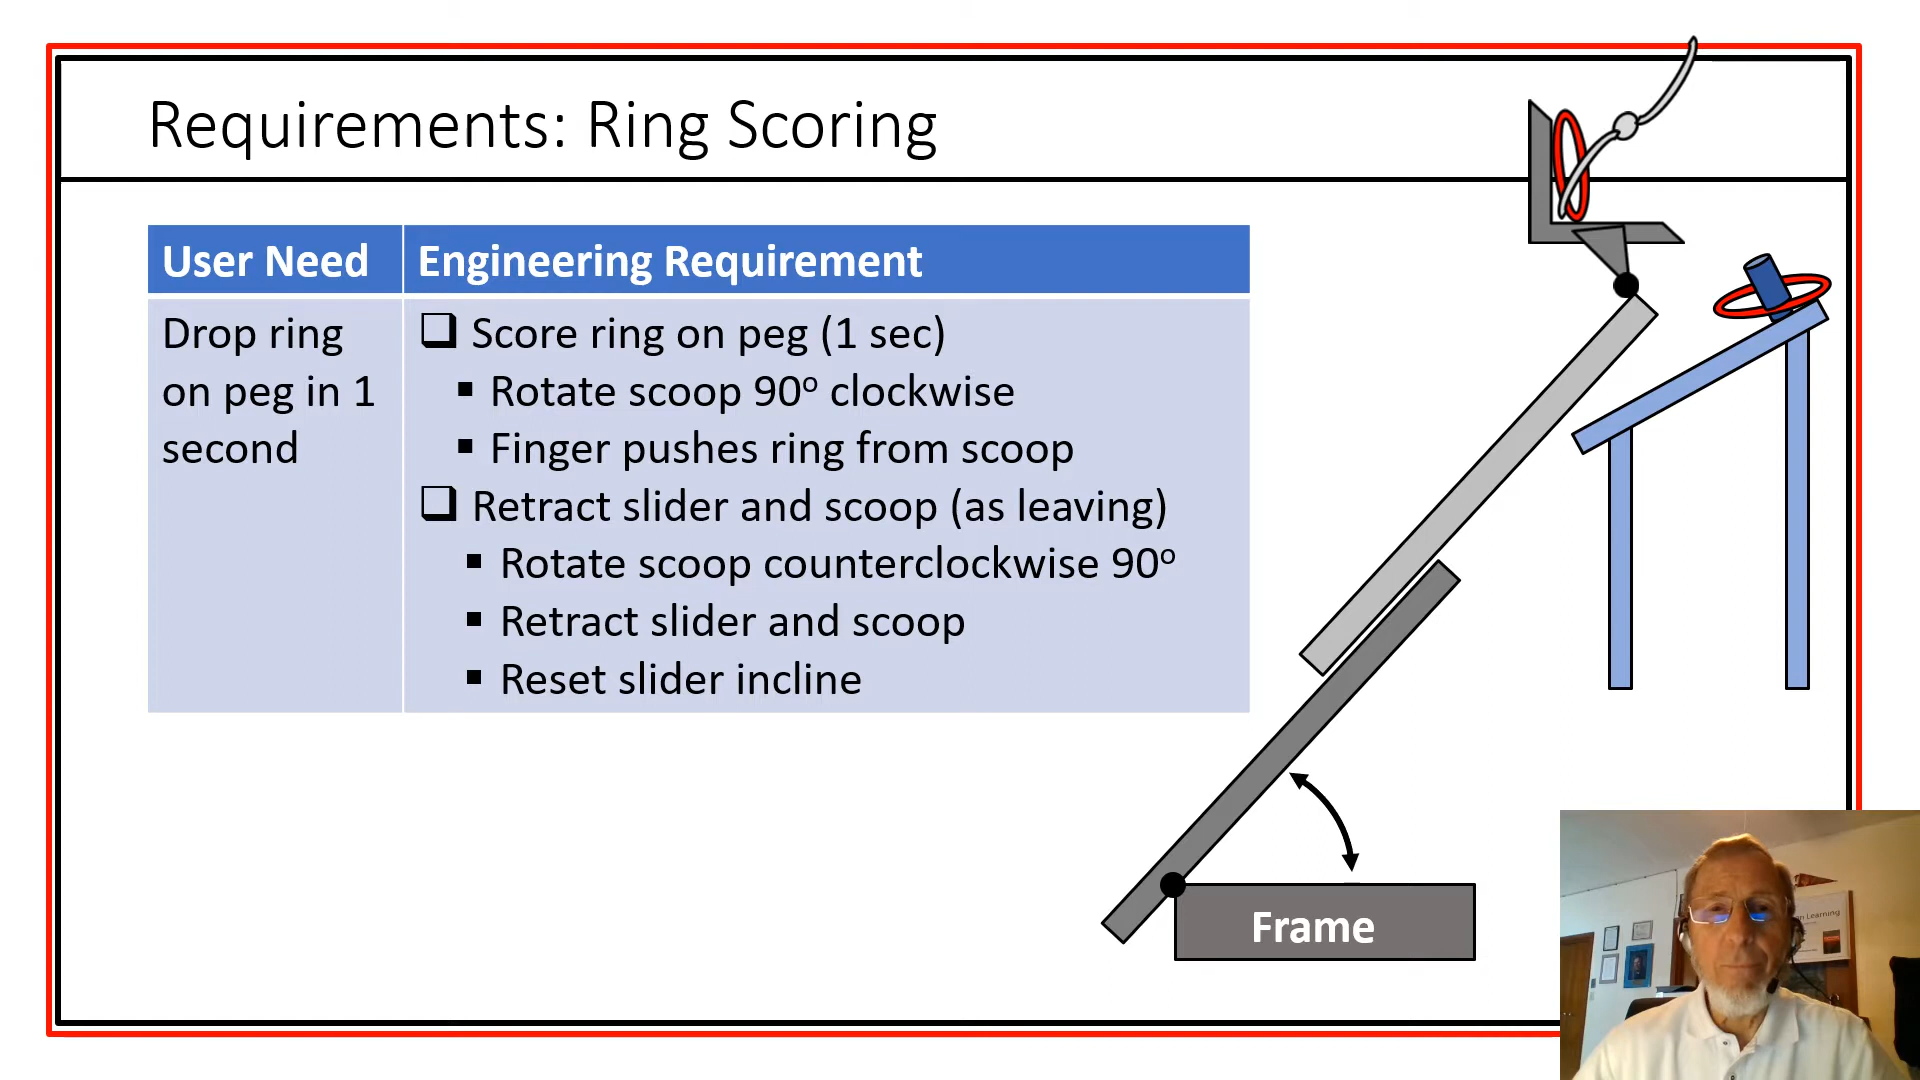 Requirements: Ring Scoring
User Need
Engineering Requirement
Drop ring
on peg in 1
second
❑ Score ring on peg (1 sec)
▪ Rotate scoop 90º clockwise
▪ Finger pushes ring from scoop
❑ Retract slider and scoop (as leaving)
▪ Rotate scoop counterclockwise 90º
▪ Retract slider and scoop
▪ Reset slider incline
Frame
Learning